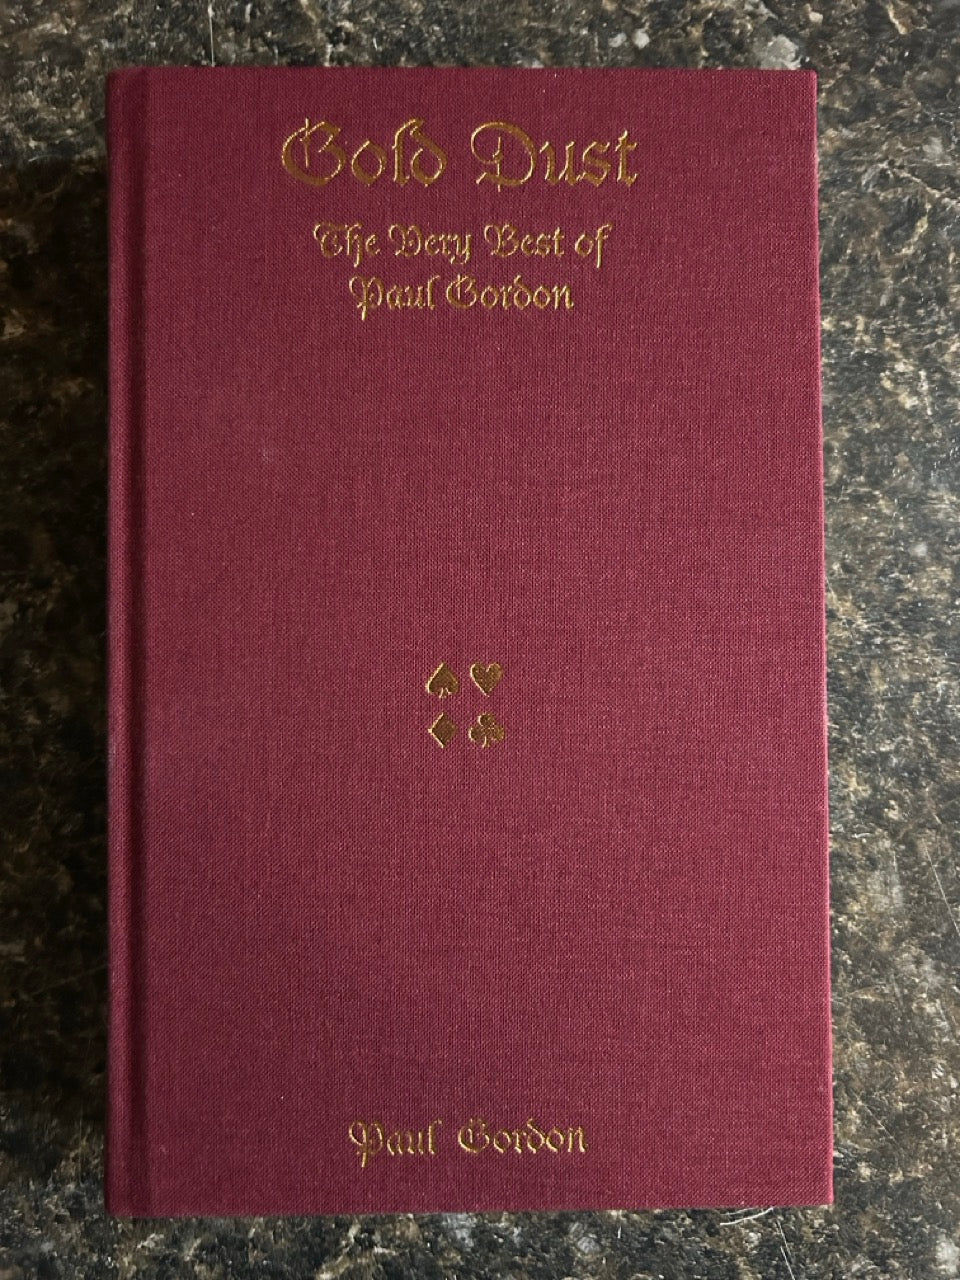 Gold Dust
The Very Best of
Paul Gordon
Paul Gordon